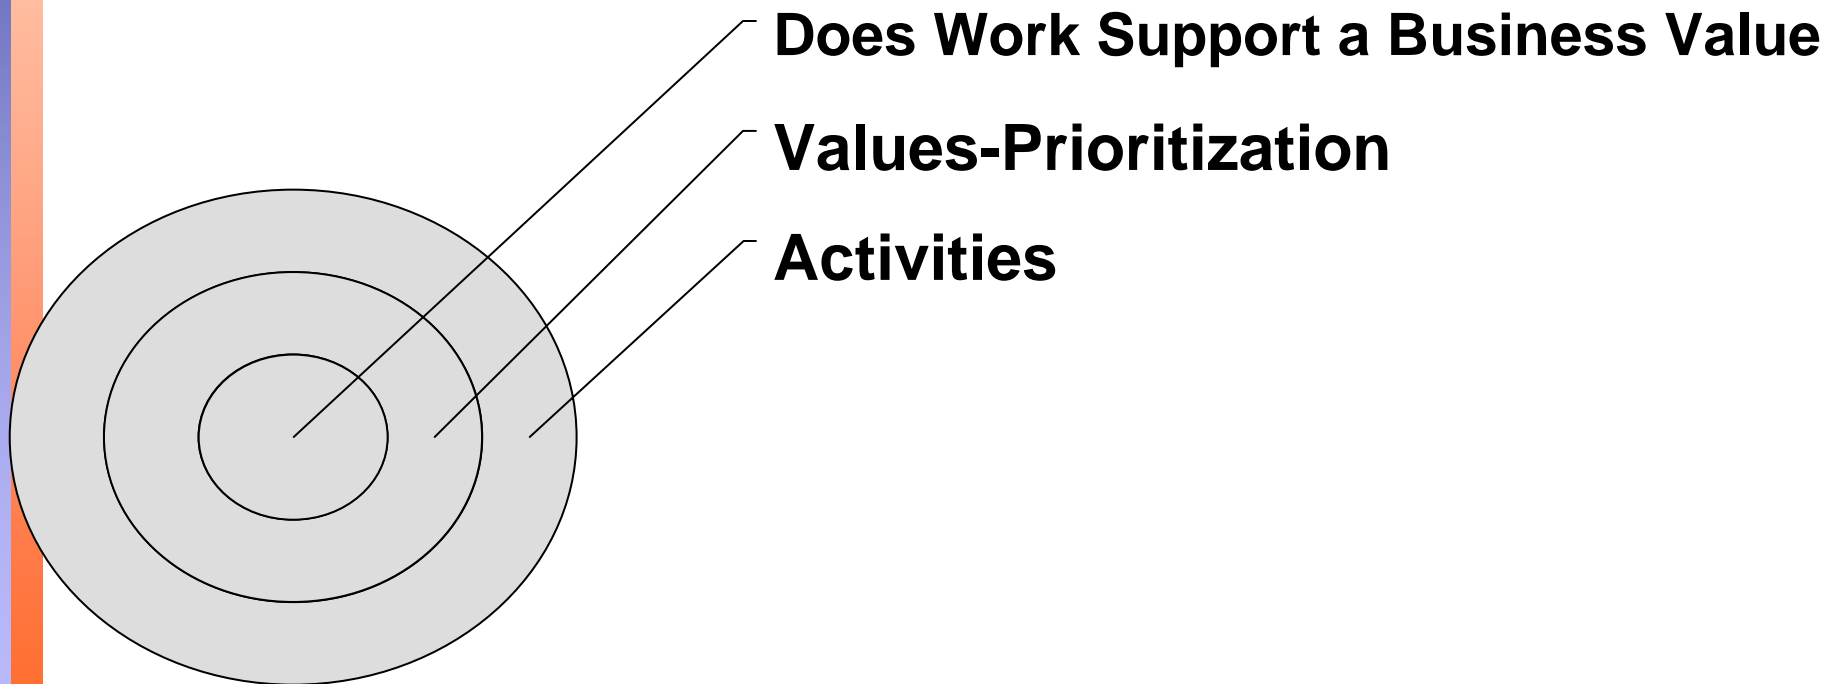 Does Work Support a Business Value
Values-Prioritization
Activities